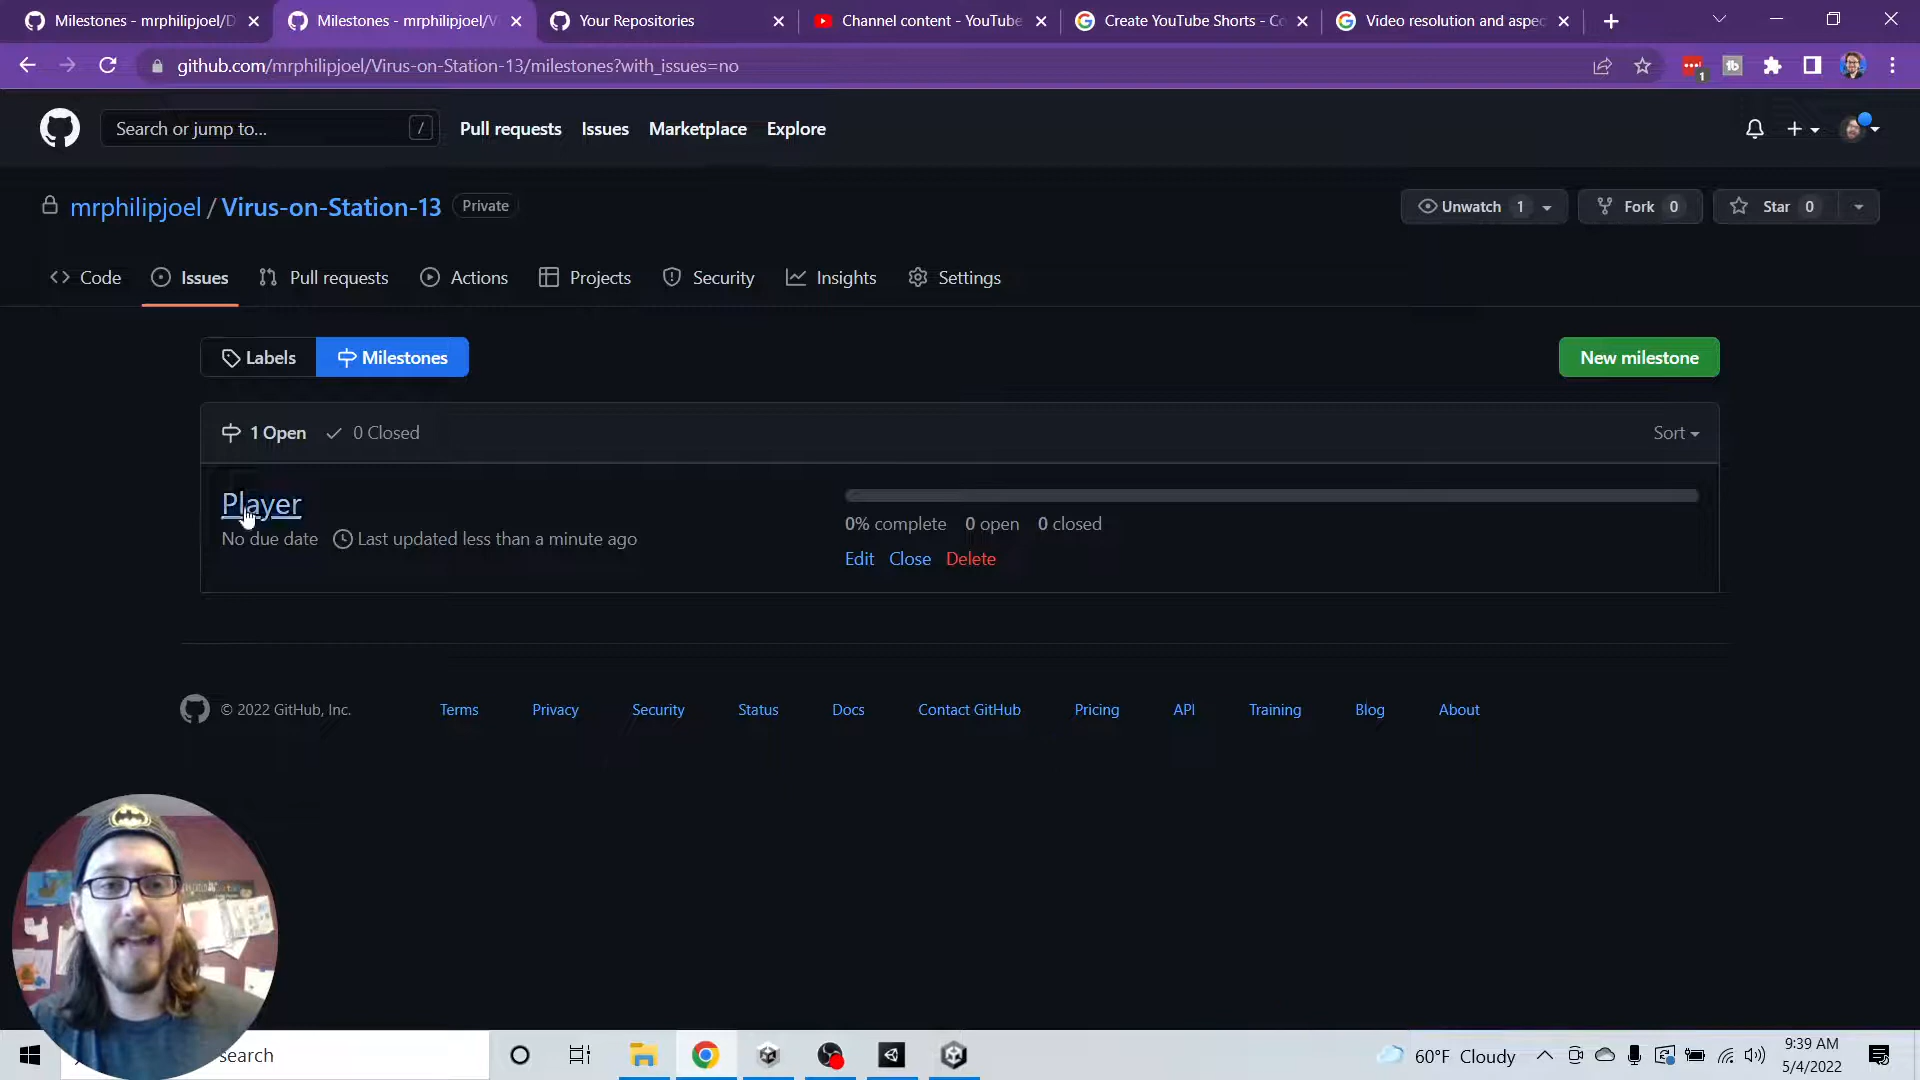 Milestones - mrphilipjoel/D
Milestones - mrphilipjoel/V
Your Repositories
Channel content - YouTube
Create YouTube Shorts - Co
Video resolution and aspec
github.com/mrphilipjoel/Virus-on-Station-13/milestones?with_issues=no
1
Search or jump to... /
Pull requests Issues Marketplace Explore
mrphilipjoel / Virus-on-Station-13 Private
Unwatch 1 Fork 0 Star 0
Code Issues Pull requests Actions Projects Security Insights Settings
Labels Milestones New milestone
1 Open 0 Closed Sort
Player
No due date Last updated less than a minute ago
0% complete 0 open 0 closed
Edit Close Delete
© 2022 GitHub, Inc. Terms Privacy Security Status Docs Contact GitHub Pricing API Training Blog About
search
60°F Cloudy
9:39 AM
5/4/2022